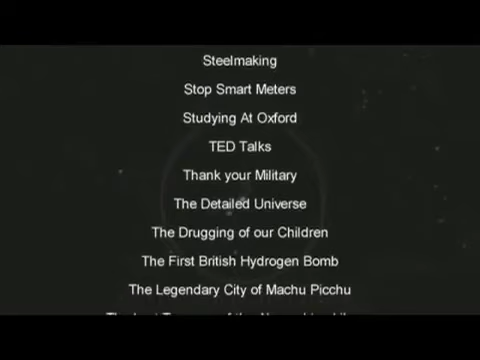 Steelmaking
Stop Smart Meters
Studying At Oxford
TED Talks
Thank your Military
The Detailed Universe
The Drugging of our Children
The First British Hydrogen Bomb
The Legendary City of Machu Picchu